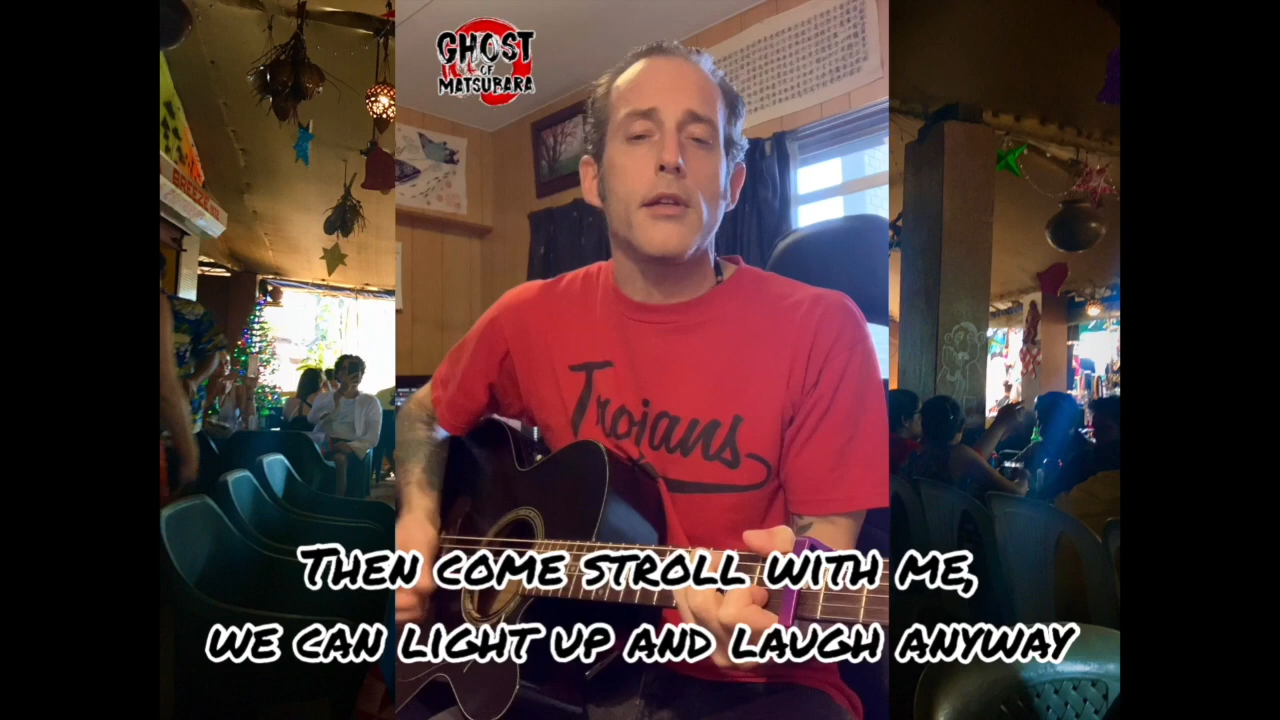 GHOST
OF
MATSUBARA
Trojans
Then come stroll with me,
we can light up and laugh anyway